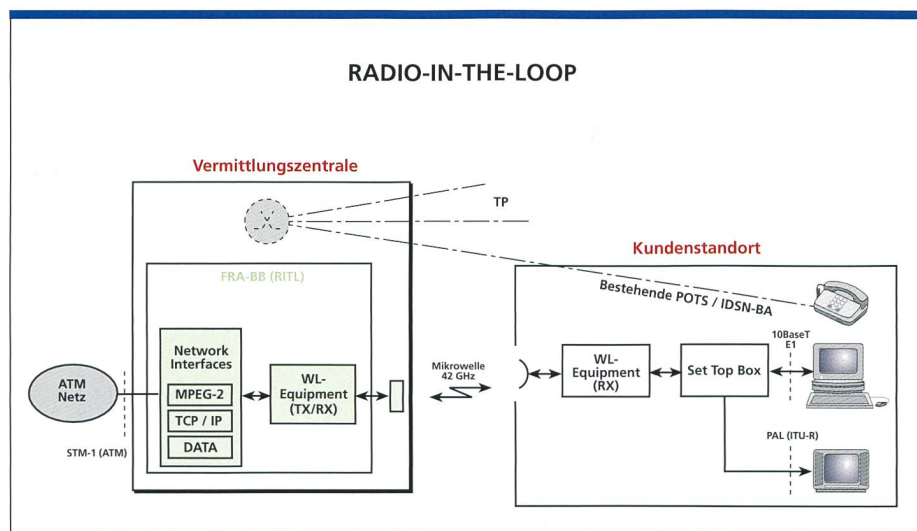 RADIO-IN-THE-LOOP
Vermittlungszentrale
TP
Kundenstandort
FRA-BB (RITL)
Bestehende POTS / IDSN-BA
Network
Interfaces
MPEG-2
TCP / IP
DATA
WL-
Equipment
(TX/RX)
ATM
Netz
STM-1 (ATM)
Mikrowelle
42 GHz
WL-
Equipment
(RX)
Set Top Box
10BaseT
E1
PAL (ITU-R)